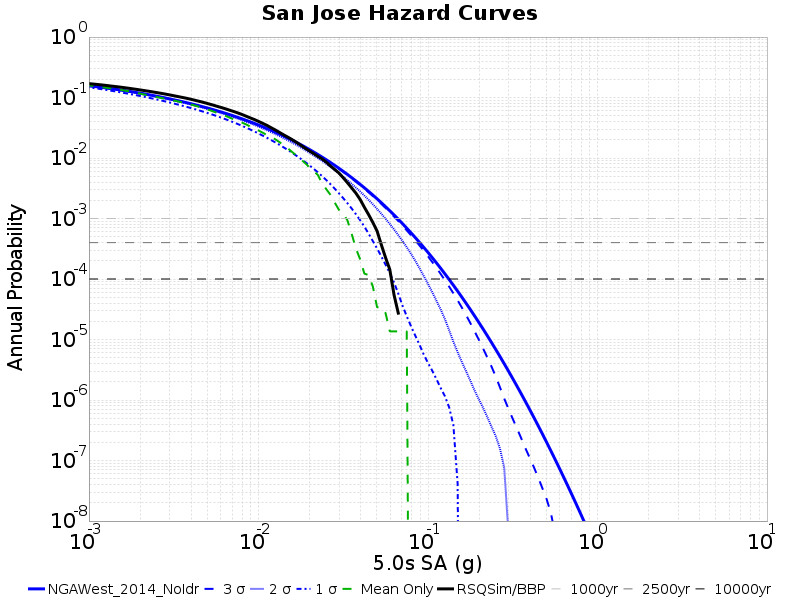 San Jose Hazard Curves
Annual Probability
10^0
10^-1
10^-2
10^-3
10^-4
10^-5
10^-6
10^-7
10^-8
10^-3 10^-2 10^-1 10^0 10^1
5.0s SA (g)
NGAWest_2014_NoIdr 3 σ 2 σ 1 σ Mean Only RSQSim/BBP 1000yr 2500yr 10000yr